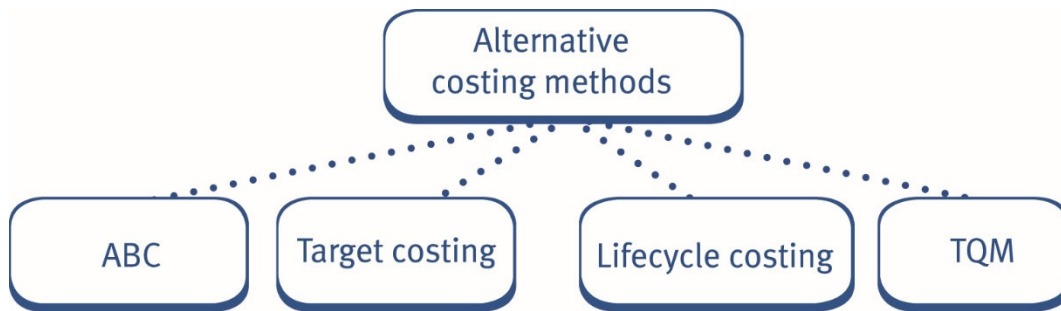 Alternative
costing methods
ABC
Target costing
Lifecycle costing
TQM